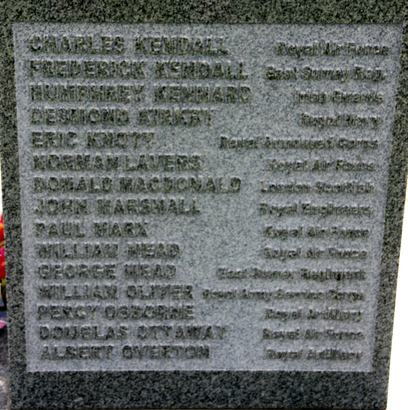 CHARLES KENDALL Royal Air Force
FREDERICK KENDALL East Surrey Reg.
HUMPHREY KENNARD Irish Guards
DESMOND KIRKBY Royal Navy
ERIC KNOTT Royal Armoured Corps
NORMAN LAVERS Royal Air Force
DONALD MACDONALD London Scottish
JOHN MARSHALL Royal Engineers
PAUL MARX Royal Air Force
WILLIAM MEAD Royal Air Force
GEORGE MEAD East Surrey Regiment
WILLIAM OLIVER Royal Army Service Corps
PERCY OSBORNE Royal Artillery
DOUGLAS OTTAWAY Royal Air Force
ALBERT OVERTON Royal Artillery